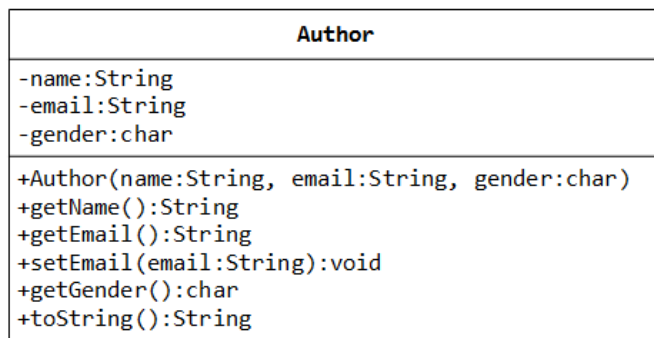 Author
-name:String
-email:String
-gender:char
+Author(name:String, email:String, gender:char)
+getName():String
+getEmail():String
+setEmail(email:String):void
+getGender():char
+toString():String